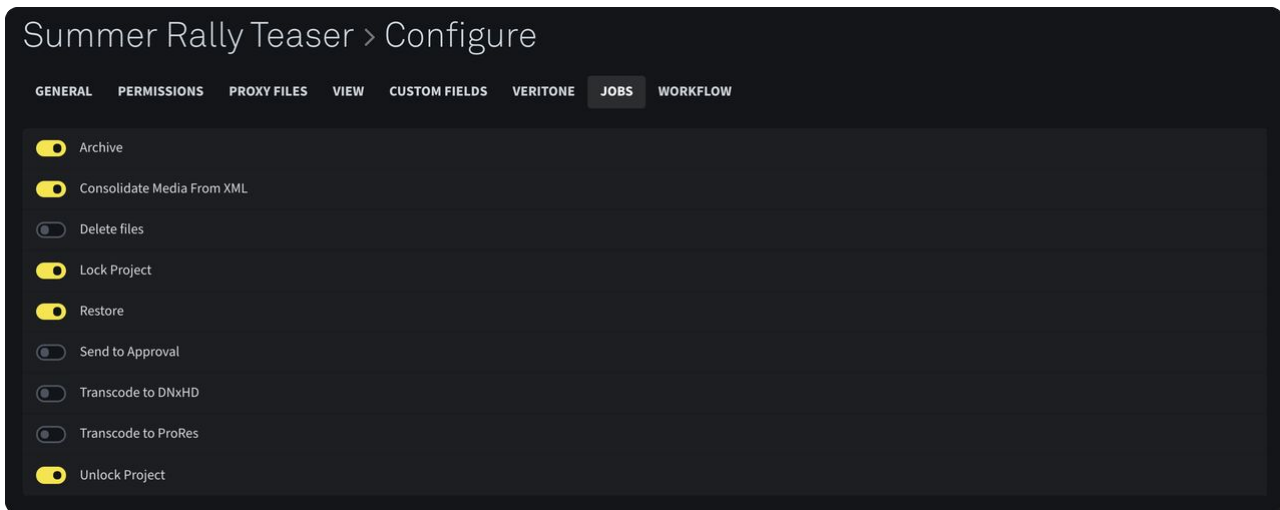 Summer Rally Teaser > Configure
GENERAL PERMISSIONS PROXY FILES VIEW CUSTOM FIELDS VERITONE JOBS WORKFLOW
Archive
Consolidate Media From XML
Delete files
Lock Project
Restore
Send to Approval
Transcode to DNxHD
Transcode to ProRes
Unlock Project